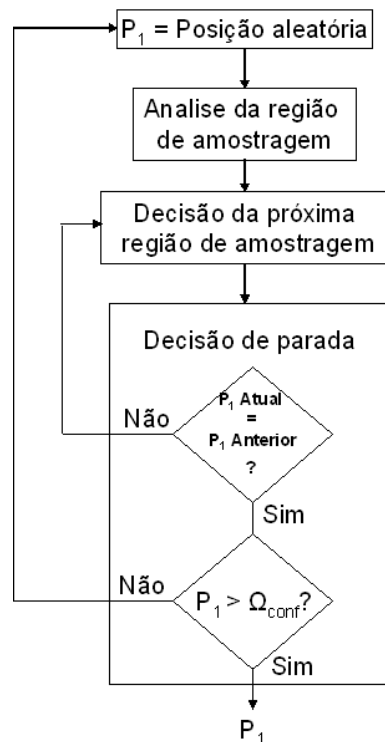 P₁ = Posição aleatória
Analise da região
de amostragem
Decisão da próxima
região de amostragem
Decisão de parada
P₁ Atual
=
P₁ Anterior
?
Não
Sim
Não
P₁ > Ωconf?
Sim
P₁